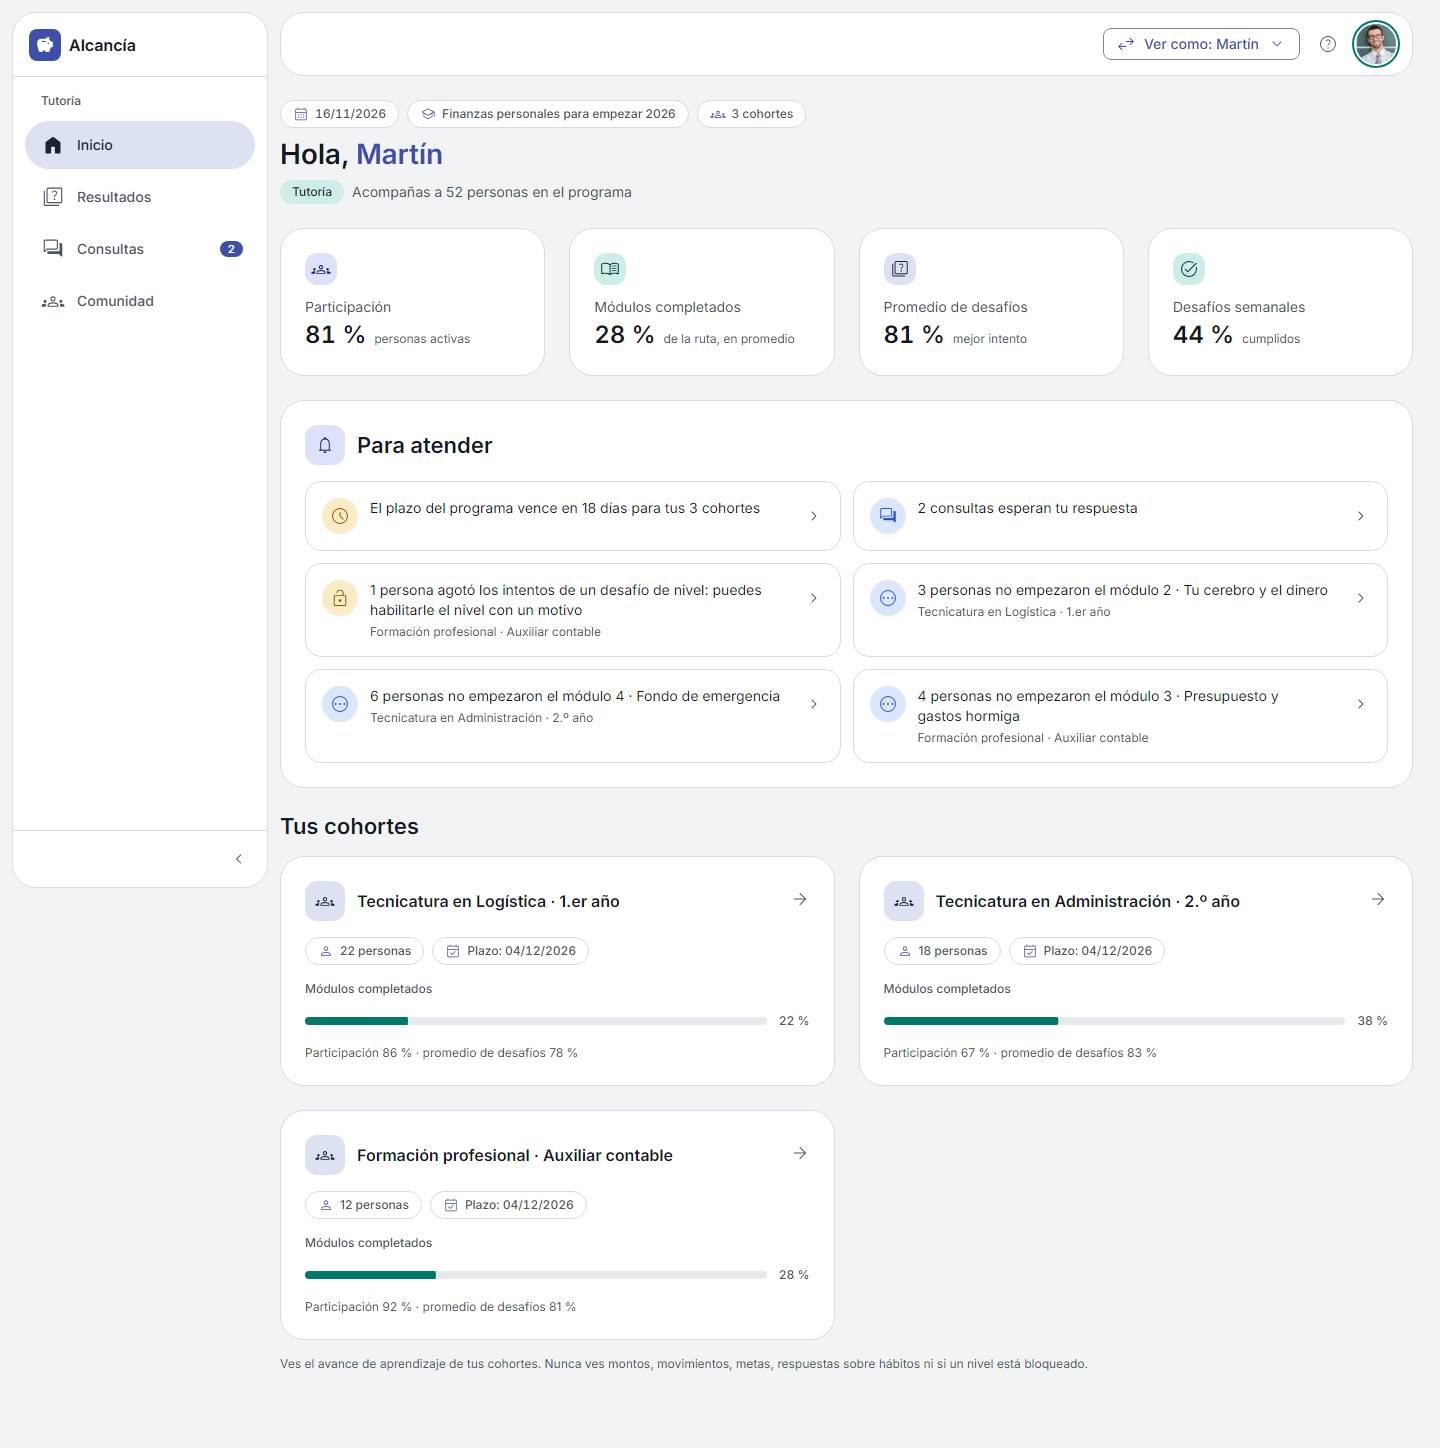 Alcancía
Ver como: Martín
Tutoría
Inicio
Resultados
Consultas 2
Comunidad
16/11/2026 Finanzas personales para empezar 2026 3 cohortes
Hola, Martín
Tutoría Acompañas a 52 personas en el programa
Participación
81 % personas activas
Módulos completados
28 % de la ruta, en promedio
Promedio de desafíos
81 % mejor intento
Desafíos semanales
44 % cumplidos
Para atender
El plazo del programa vence en 18 días para tus 3 cohortes
2 consultas esperan tu respuesta
1 persona agotó los intentos de un desafío de nivel: puedes
habilitarle el nivel con un motivo
Formación profesional · Auxiliar contable
3 personas no empezaron el módulo 2 · Tu cerebro y el dinero
Tecnicatura en Logística · 1.er año
6 personas no empezaron el módulo 4 · Fondo de emergencia
Tecnicatura en Administración · 2.º año
4 personas no empezaron el módulo 3 · Presupuesto y
gastos hormiga
Formación profesional · Auxiliar contable
Tus cohortes
Tecnicatura en Logística · 1.er año
22 personas Plazo: 04/12/2026
Módulos completados
22 %
Participación 86 % · promedio de desafíos 78 %
Tecnicatura en Administración · 2.º año
18 personas Plazo: 04/12/2026
Módulos completados
38 %
Participación 67 % · promedio de desafíos 83 %
Formación profesional · Auxiliar contable
12 personas Plazo: 04/12/2026
Módulos completados
28 %
Participación 92 % · promedio de desafíos 81 %
Ves el avance de aprendizaje de tus cohortes. Nunca ves montos, movimientos, metas, respuestas sobre hábitos ni si un nivel está bloqueado.